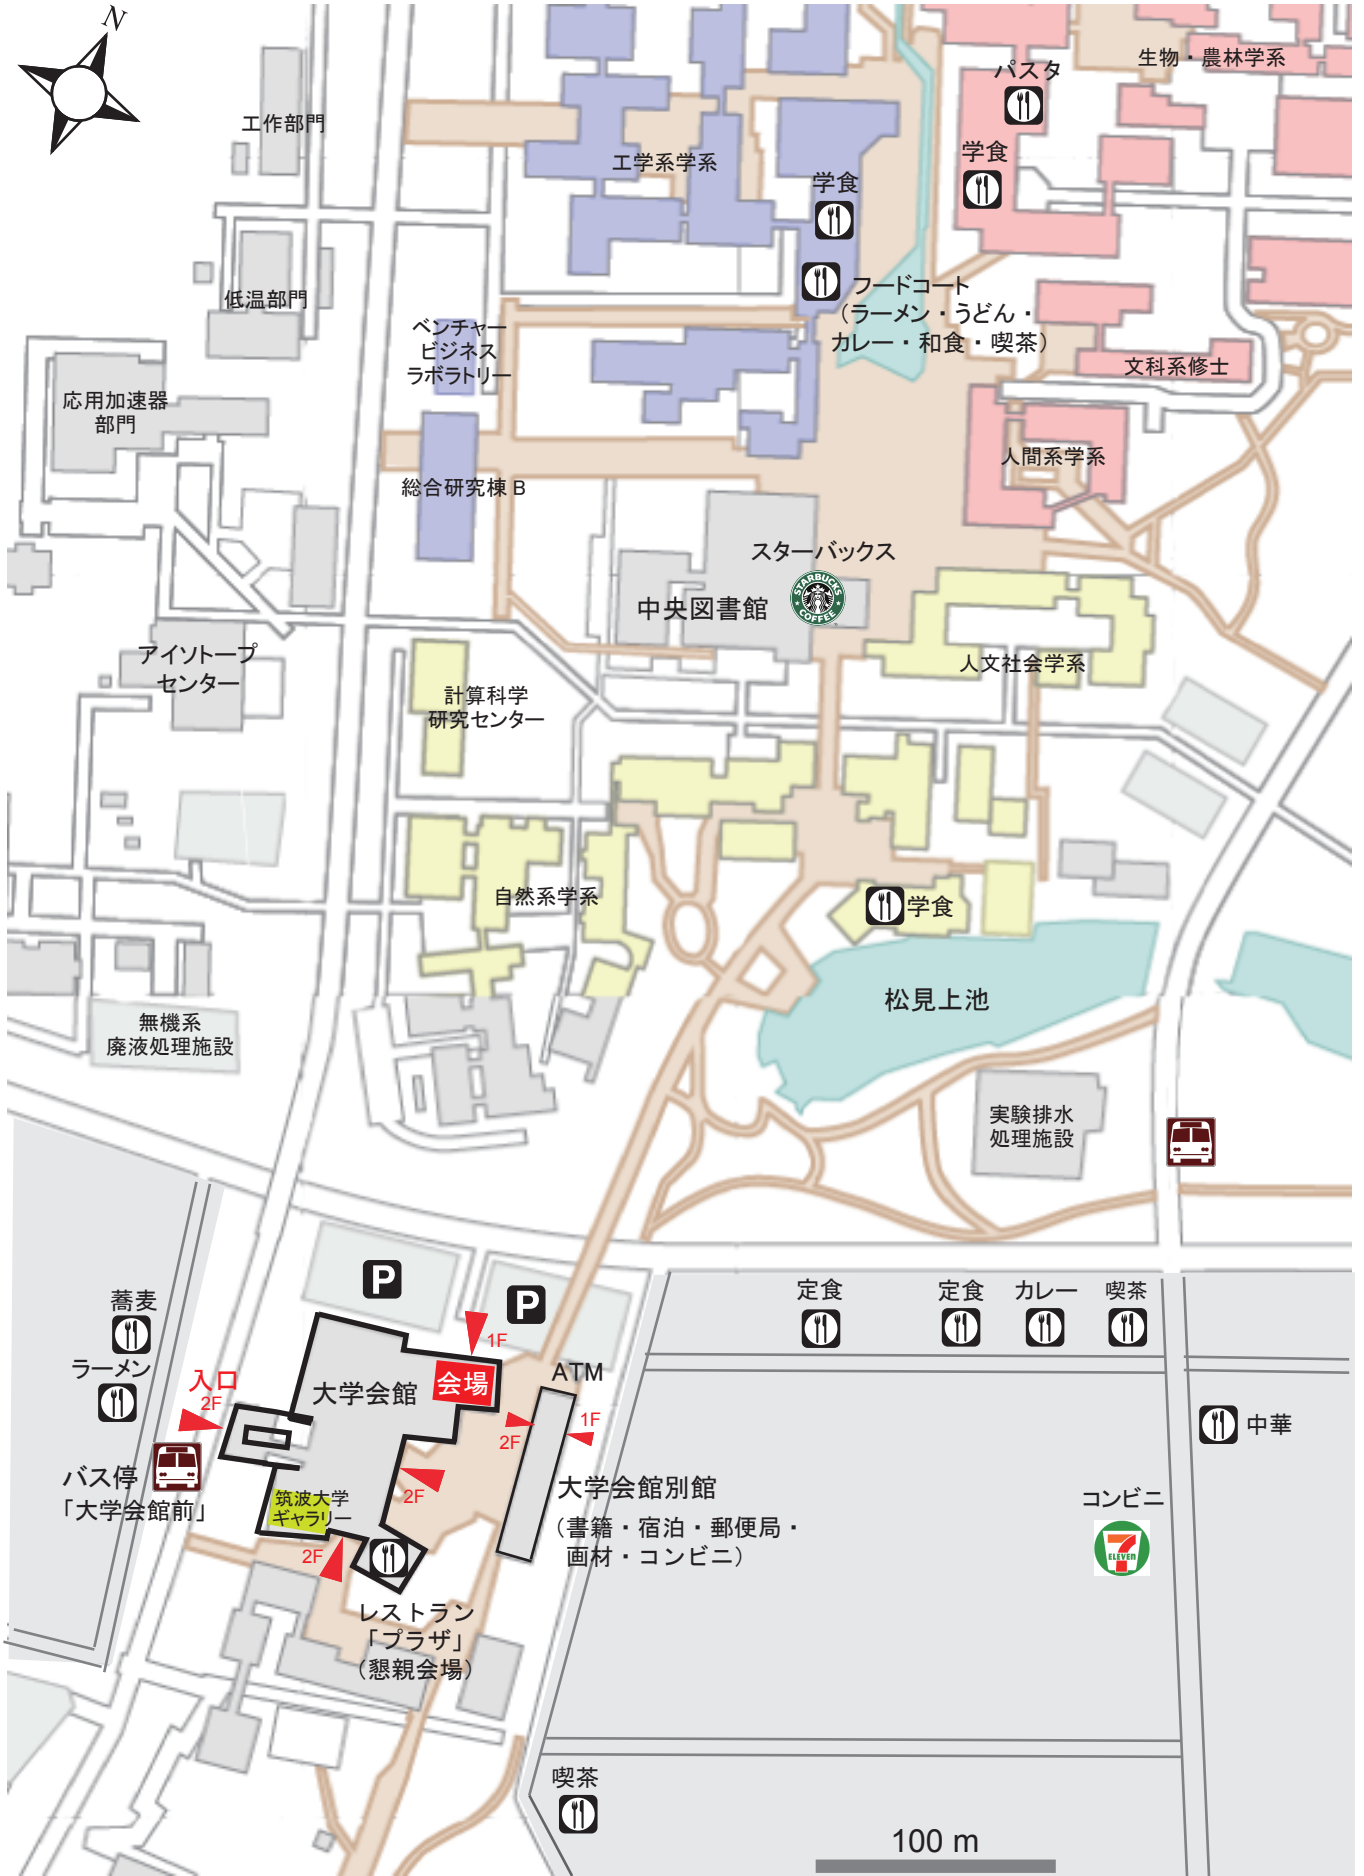 N
生物・農林学系
パスタ
工作部門
学食
工学系学系
学食
フードコート
（ラーメン・うどん・
カレー・和食・喫茶）
低温部門
ベンチャー
ビジネス
ラボラトリー
文科系修士
応用加速器
部門
人間系学系
総合研究棟 B
スターバックス
STARBUCKS
COFFEE
中央図書館
アイソトープ
センター
人文社会学系
計算科学
研究センター
自然系学系
学食
松見上池
無機系
廃液処理施設
実験排水
処理施設
P
P
蕎麦
定食
定食
カレー
喫茶
1F
ラーメン
入口
2F
大学会館
会場
ATM
1F
2F
中華
バス停
「大学会館前」
筑波大学
ギャラリー
2F
大学会館別館
（書籍・宿泊・郵便局・
画材・コンビニ）
コンビニ
7
ELEVEN
2F
レストラン
「プラザ」
（懇親会場）
喫茶
100 m